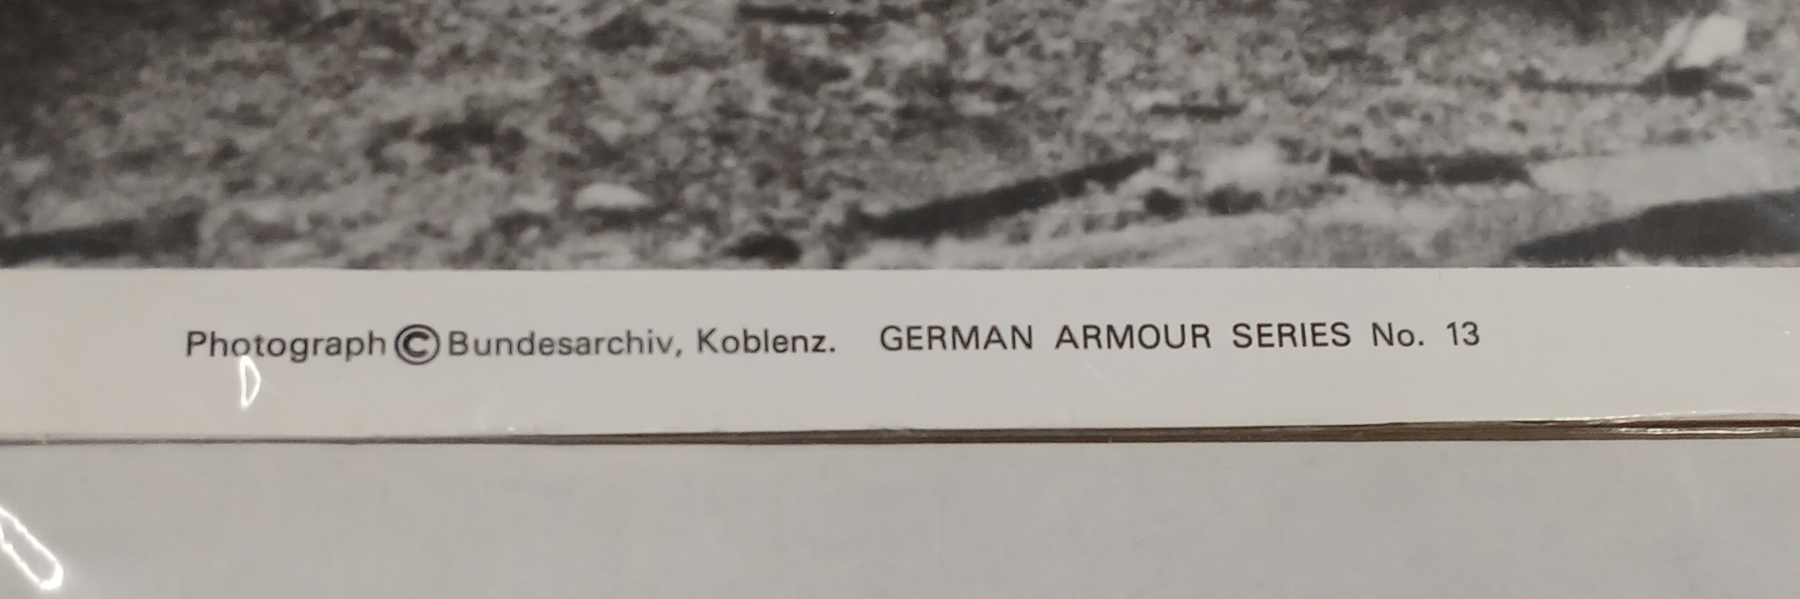 Photograph © Bundesarchiv, Koblenz. GERMAN ARMOUR SERIES No. 13